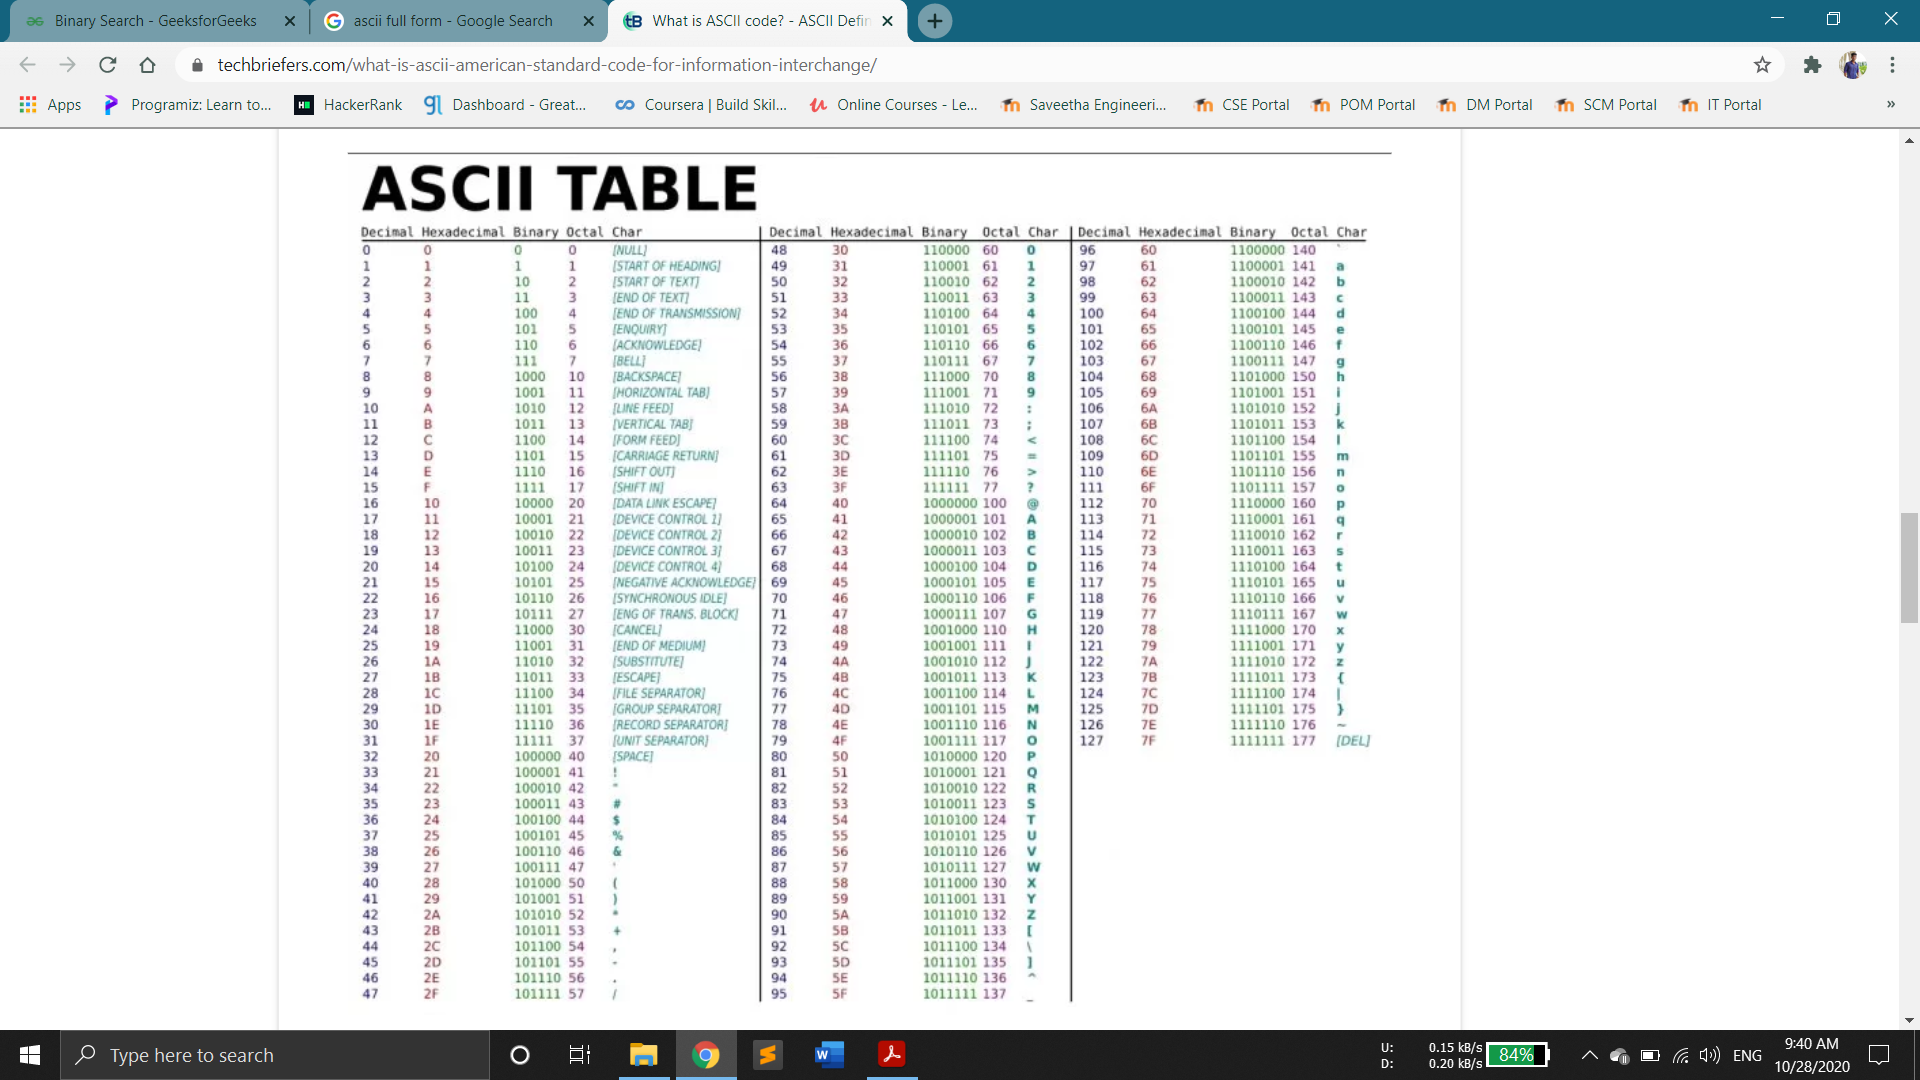 Binary Search - GeeksforGeeks
ascii full form - Google Search
What is ASCII code? - ASCII Defin
techbriefers.com/what-is-ascii-american-standard-code-for-information-interchange/
Apps Programiz: Learn to... HackerRank Dashboard - Great... Coursera | Build Skil... Online Courses - Le... Saveetha Engineeri... CSE Portal POM Portal DM Portal SCM Portal IT Portal »
ASCII TABLE
Decimal Hexadecimal Binary Octal Char Decimal Hexadecimal Binary Octal Char Decimal Hexadecimal Binary Octal Char
0 0 0 0 [NULL] 48 30 110000 60 0 96 60 1100000 140 `
1 1 1 1 [START OF HEADING] 49 31 110001 61 1 97 61 1100001 141 a
2 2 10 2 [START OF TEXT] 50 32 110010 62 2 98 62 1100010 142 b
3 3 11 3 [END OF TEXT] 51 33 110011 63 3 99 63 1100011 143 c
4 4 100 4 [END OF TRANSMISSION] 52 34 110100 64 4 100 64 1100100 144 d
5 5 101 5 [ENQUIRY] 53 35 110101 65 5 101 65 1100101 145 e
6 6 110 6 [ACKNOWLEDGE] 54 36 110110 66 6 102 66 1100110 146 f
7 7 111 7 [BELL] 55 37 110111 67 7 103 67 1100111 147 g
8 8 1000 10 [BACKSPACE] 56 38 111000 70 8 104 68 1101000 150 h
9 9 1001 11 [HORIZONTAL TAB] 57 39 111001 71 9 105 69 1101001 151 i
10 A 1010 12 [LINE FEED] 58 3A 111010 72 : 106 6A 1101010 152 j
11 B 1011 13 [VERTICAL TAB] 59 3B 111011 73 ; 107 6B 1101011 153 k
12 C 1100 14 [FORM FEED] 60 3C 111100 74 < 108 6C 1101100 154 l
13 D 1101 15 [CARRIAGE RETURN] 61 3D 111101 75 = 109 6D 1101101 155 m
14 E 1110 16 [SHIFT OUT] 62 3E 111110 76 > 110 6E 1101110 156 n
15 F 1111 17 [SHIFT IN] 63 3F 111111 77 ? 111 6F 1101111 157 o
16 10 10000 20 [DATA LINK ESCAPE] 64 40 1000000 100 @ 112 70 1110000 160 p
17 11 10001 21 [DEVICE CONTROL 1] 65 41 1000001 101 A 113 71 1110001 161 q
18 12 10010 22 [DEVICE CONTROL 2] 66 42 1000010 102 B 114 72 1110010 162 r
19 13 10011 23 [DEVICE CONTROL 3] 67 43 1000011 103 C 115 73 1110011 163 s
20 14 10100 24 [DEVICE CONTROL 4] 68 44 1000100 104 D 116 74 1110100 164 t
21 15 10101 25 [NEGATIVE ACKNOWLEDGE] 69 45 1000101 105 E 117 75 1110101 165 u
22 16 10110 26 [SYNCHRONOUS IDLE] 70 46 1000110 106 F 118 76 1110110 166 v
23 17 10111 27 [ENG OF TRANS. BLOCK] 71 47 1000111 107 G 119 77 1110111 167 w
24 18 11000 30 [CANCEL] 72 48 1001000 110 H 120 78 1111000 170 x
25 19 11001 31 [END OF MEDIUM] 73 49 1001001 111 I 121 79 1111001 171 y
26 1A 11010 32 [SUBSTITUTE] 74 4A 1001010 112 J 122 7A 1111010 172 z
27 1B 11011 33 [ESCAPE] 75 4B 1001011 113 K 123 7B 1111011 173 {
28 1C 11100 34 [FILE SEPARATOR] 76 4C 1001100 114 L 124 7C 1111100 174 |
29 1D 11101 35 [GROUP SEPARATOR] 77 4D 1001101 115 M 125 7D 1111101 175 }
30 1E 11110 36 [RECORD SEPARATOR] 78 4E 1001110 116 N 126 7E 1111110 176 ~
31 1F 11111 37 [UNIT SEPARATOR] 79 4F 1001111 117 O 127 7F 1111111 177 [DEL]
32 20 100000 40 [SPACE] 80 50 1010000 120 P
33 21 100001 41 ! 81 51 1010001 121 Q
34 22 100010 42 " 82 52 1010010 122 R
35 23 100011 43 # 83 53 1010011 123 S
36 24 100100 44 $ 84 54 1010100 124 T
37 25 100101 45 % 85 55 1010101 125 U
38 26 100110 46 & 86 56 1010110 126 V
39 27 100111 47 ' 87 57 1010111 127 W
40 28 101000 50 ( 88 58 1011000 130 X
41 29 101001 51 ) 89 59 1011001 131 Y
42 2A 101010 52 * 90 5A 1011010 132 Z
43 2B 101011 53 + 91 5B 1011011 133 [
44 2C 101100 54 , 92 5C 1011100 134 \
45 2D 101101 55 - 93 5D 1011101 135 ]
46 2E 101110 56 . 94 5E 1011110 136 ^
47 2F 101111 57 / 95 5F 1011111 137 _
Type here to search
U: 0.15 kB/s
D: 0.20 kB/s
84%
ENG
9:40 AM
10/28/2020